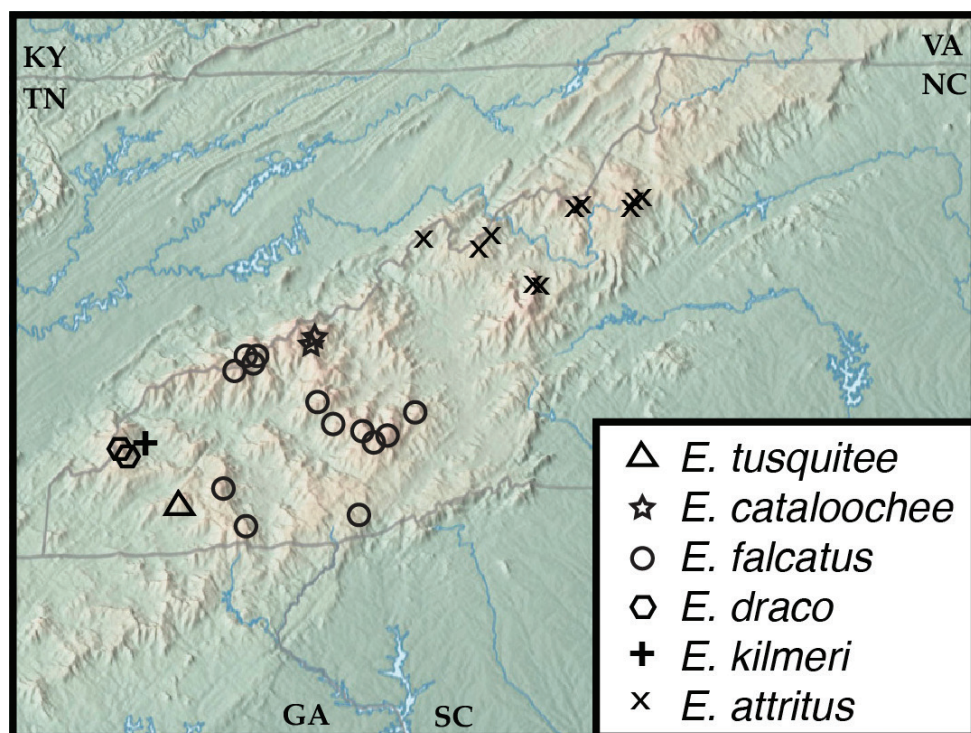 KY
VA
TN
NC
E. tusquitee
E. cataloochee
E. falcatus
E. draco
E. kilmeri
E. attritus
GA
SC